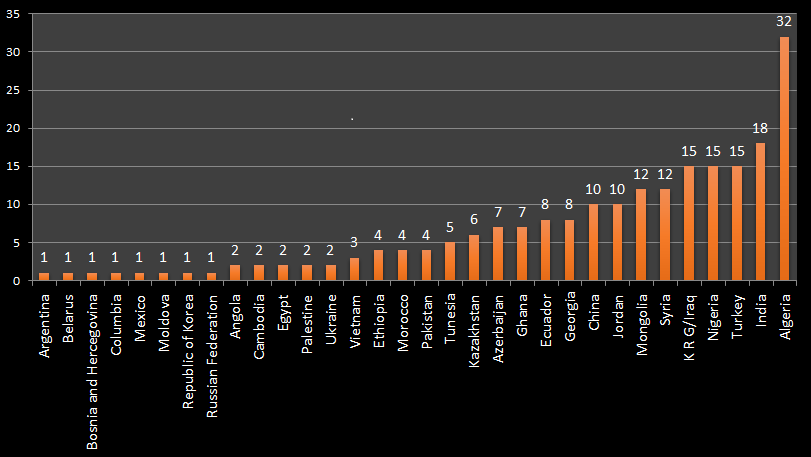 35
30
25
20
15
10
5
0
1 1 1 1 1 1 1 1 2 2 2 2 2 3 4 4 4 5 6 7 7 8 8 10 10 12 12 15 15 15 18 32
Argentina
Belarus
Bosnia and Hercegovina
Columbia
Mexico
Moldova
Republic of Korea
Russian Federation
Angola
Cambodia
Egypt
Palestine
Ukraine
Vietnam
Ethiopia
Morocco
Pakistan
Tunesia
Kazakhstan
Azerbaijan
Ghana
Ecuador
Georgia
China
Jordan
Mongolia
Syria
K R G/Iraq
Nigeria
Turkey
India
Algeria